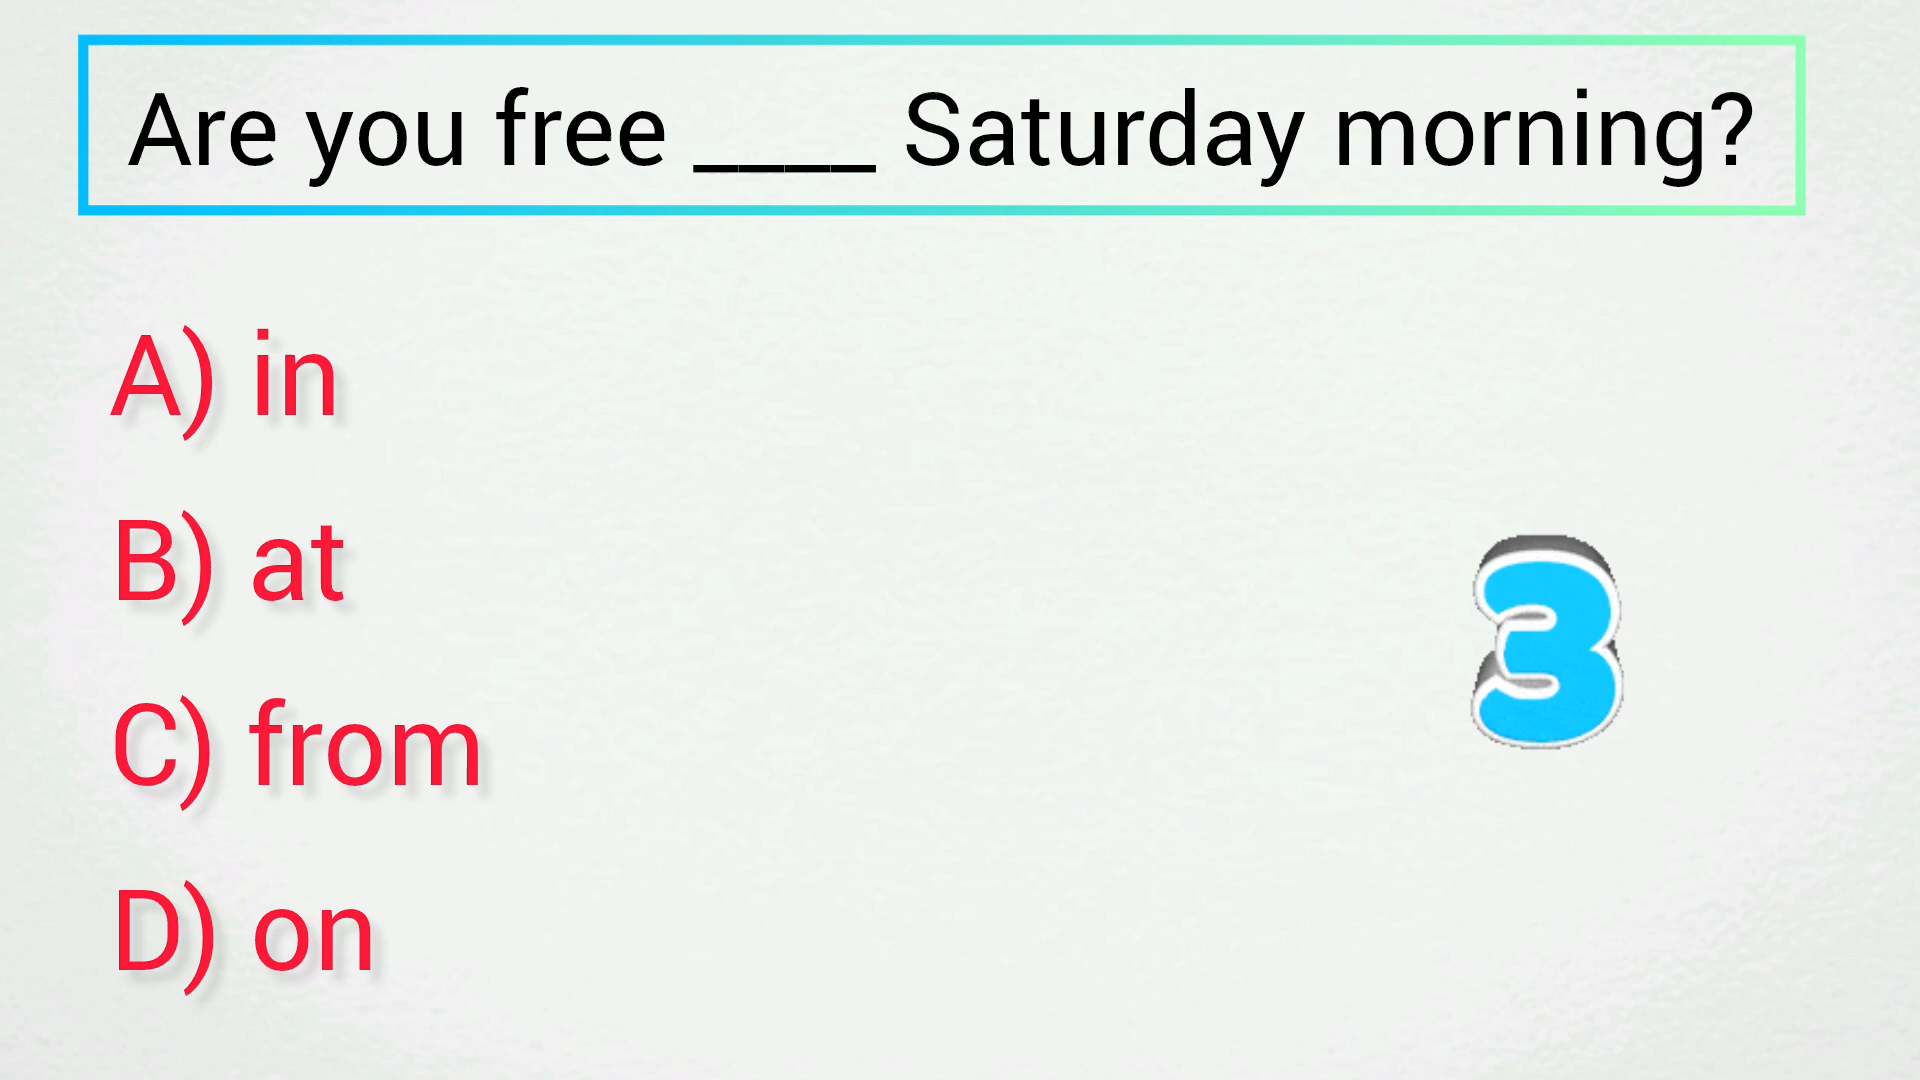 Are you free ____ Saturday morning?
A) in
B) at
C) from
D) on
3